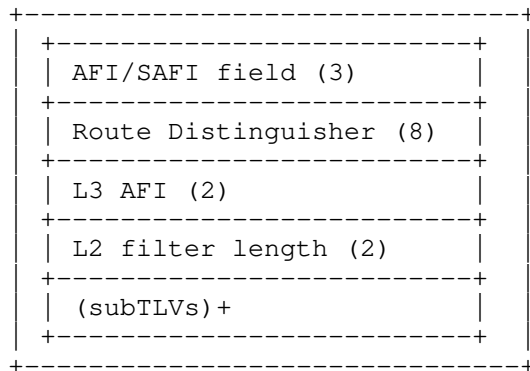 AFI/SAFI field (3)
Route Distinguisher (8)
L3 AFI (2)
L2 filter length (2)
(subTLVs)+